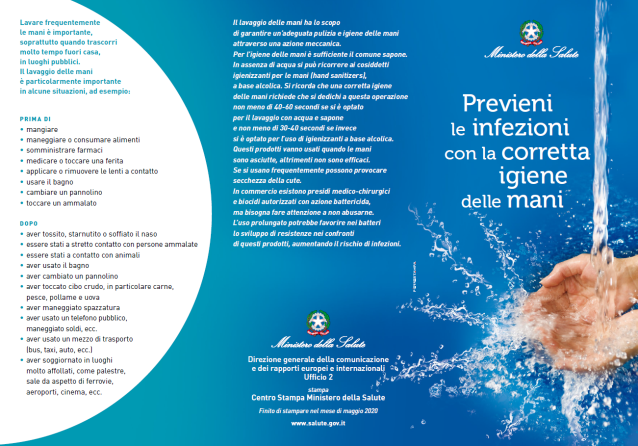 Lavare frequentemente
le mani è importante,
soprattutto quando trascorri
molto tempo fuori casa,
in luoghi pubblici.
Il lavaggio delle mani
è particolarmente importante
in alcune situazioni, ad esempio:
PRIMA DI
• mangiare
• maneggiare o consumare alimenti
• somministrare farmaci
• medicare o toccare una ferita
• applicare o rimuovere le lenti a contatto
• usare il bagno
• cambiare un pannolino
• toccare un ammalato
DOPO
• aver tossito, starnutito o soffiato il naso
• essere stati a stretto contatto con persone ammalate
• essere stati a contatto con animali
• aver usato il bagno
• aver cambiato un pannolino
• aver toccato cibo crudo, in particolare carne,
pesce, pollame e uova
• aver maneggiato spazzatura
• aver usato un telefono pubblico,
maneggiato soldi, ecc.
• aver usato un mezzo di trasporto
(bus, taxi, auto, ecc.)
• aver soggiornato in luoghi
molto affollati, come palestre,
sale da aspetto di ferrovie,
aeroporti, cinema, ecc.
Il lavaggio delle mani ha lo scopo
di garantire un'adeguata pulizia e igiene delle mani
attraverso una azione meccanica.
Per l'igiene delle mani è sufficiente il comune sapone.
In assenza di acqua si può ricorrere ai cosiddetti
igienizzanti per le mani (hand sanitizers),
a base alcolica. Si ricorda che una corretta igiene
delle mani richiede che si dedichi a questa operazione
non meno di 40-60 secondi se si è optato
per il lavaggio con acqua e sapone
e non meno di 30-40 secondi se invece
si è optato per l'uso di igienizzanti a base alcolica.
Questi prodotti vanno usati quando le mani
sono asciutte, altrimenti non sono efficaci.
Se si usano frequentemente possono provocare
secchezza della cute.
In commercio esistono presidi medico-chirurgici
e biocidi autorizzati con azione battericida,
ma bisogna fare attenzione a non abusarne.
L'uso prolungato potrebbe favorire nei batteri
lo sviluppo di resistenze nei confronti
di questi prodotti, aumentando il rischio di infezioni.
Ministero della Salute
Direzione generale della comunicazione
e dei rapporti europei e internazionali
Ufficio 2
stampa
Centro Stampa Ministero della Salute
Finito di stampare nel mese di maggio 2020
www.salute.gov.it
Ministero della Salute
Previeni
le infezioni
con la corretta
igiene
delle mani